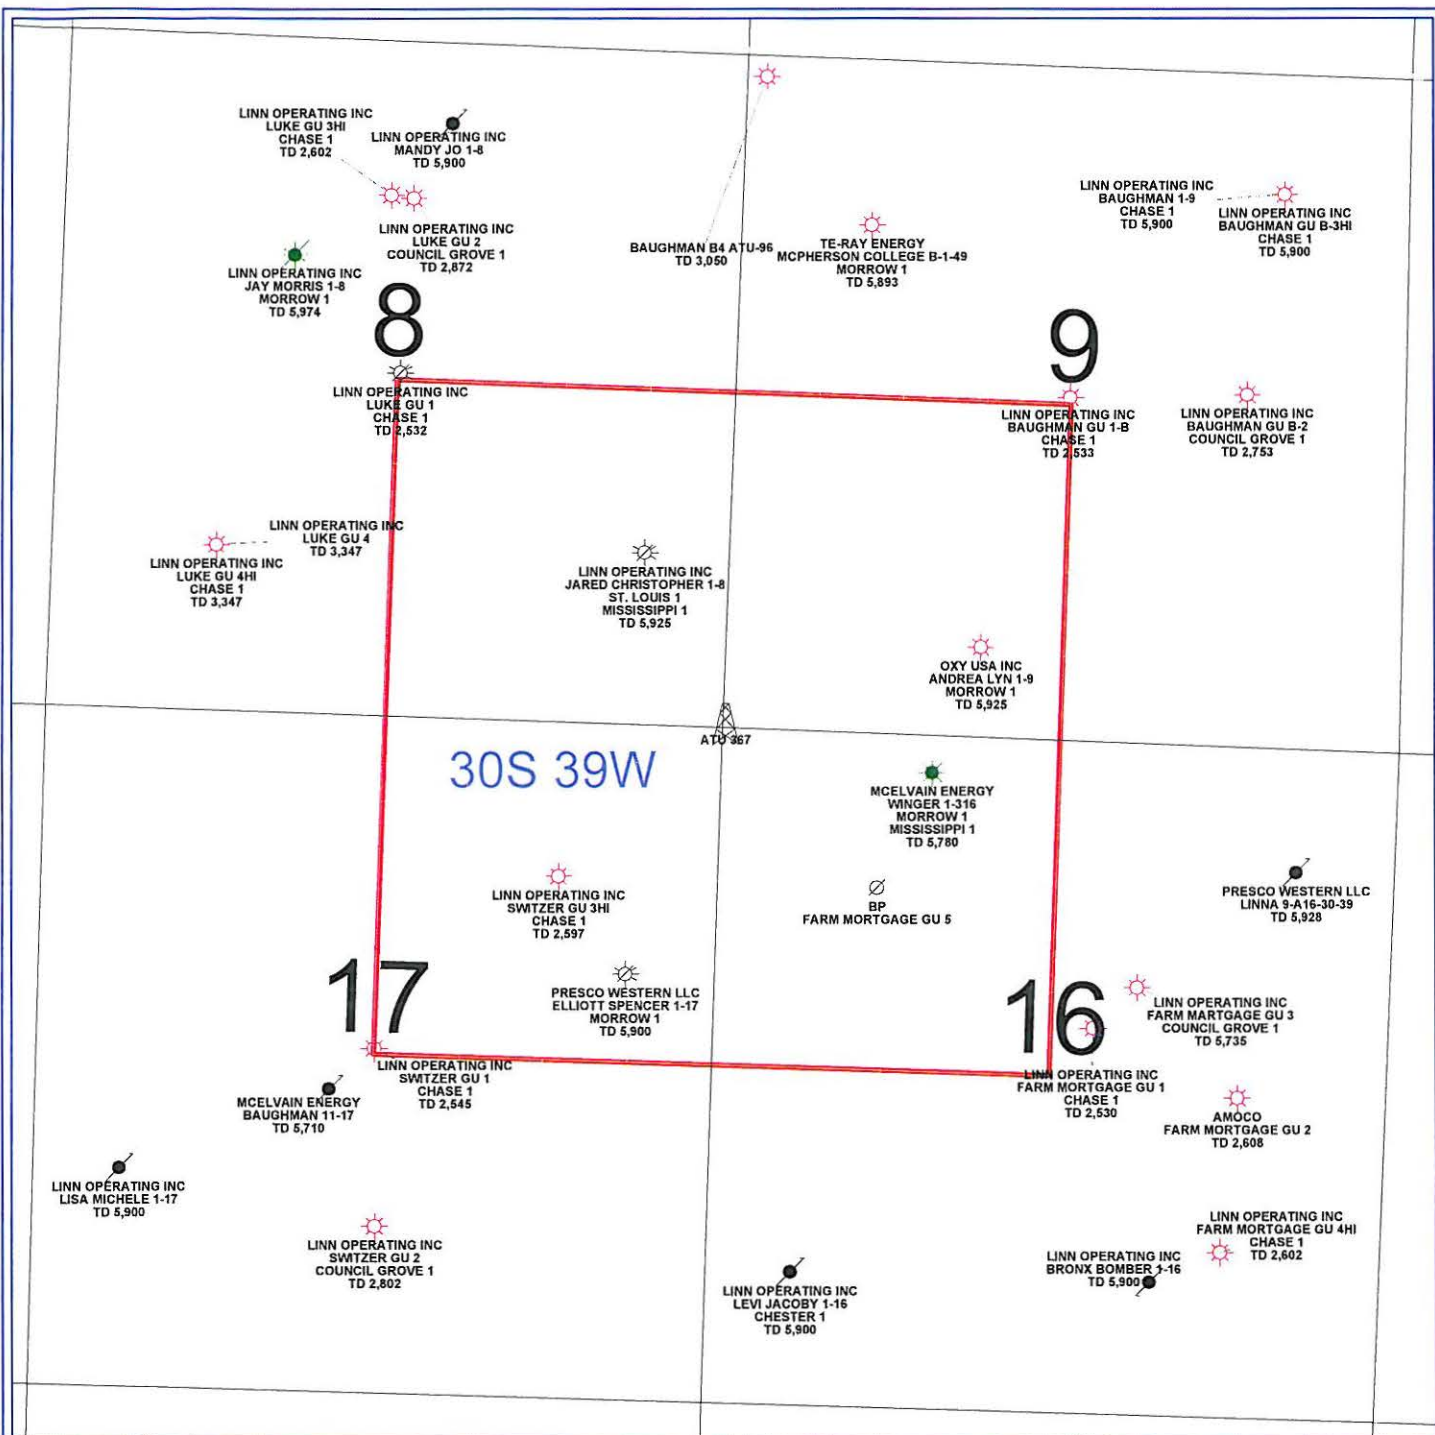 LINN OPERATING INC
LUKE GU 3HI
CHASE 1
TD 2,602
LINN OPERATING INC
MANDY JO 1-8
TD 5,900
LINN OPERATING INC
LUKE GU 2
COUNCIL GROVE 1
TD 2,872
LINN OPERATING INC
JAY MORRIS 1-8
MORROW 1
TD 5,974
BAUGHMAN B4 ATU-96
TD 3,050
TE-RAY ENERGY
MCPHERSON COLLEGE B-1-49
MORROW 1
TD 5,893
LINN OPERATING INC
BAUGHMAN 1-9
CHASE 1
TD 5,900
LINN OPERATING INC
BAUGHMAN GU B-3HI
CHASE 1
TD 5,900
8
9
LINN OPERATING INC
LUKE GU 1
CHASE 1
TD 2,532
LINN OPERATING INC
BAUGHMAN GU 1-B
CHASE 1
TD 2,533
LINN OPERATING INC
BAUGHMAN GU B-2
COUNCIL GROVE 1
TD 2,753
LINN OPERATING INC
LUKE GU 4
TD 3,347
LINN OPERATING INC
LUKE GU 4HI
CHASE 1
TD 3,347
LINN OPERATING INC
JARED CHRISTOPHER 1-8
ST. LOUIS 1
MISSISSIPPI 1
TD 5,925
OXY USA INC
ANDREA LYN 1-9
MORROW 1
TD 5,925
ATU 367
30S 39W
MCELVAIN ENERGY
WINGER 1-316
MORROW 1
MISSISSIPPI 1
TD 5,780
LINN OPERATING INC
SWITZER GU 3HI
CHASE 1
TD 2,597
BP
FARM MORTGAGE GU 5
PRESCO WESTERN LLC
LINNA 9-A16-30-39
TD 5,928
17
16
PRESCO WESTERN LLC
ELLIOTT SPENCER 1-17
MORROW 1
TD 5,900
LINN OPERATING INC
FARM MARTGAGE GU 3
COUNCIL GROVE 1
TD 5,735
LINN OPERATING INC
SWITZER GU 1
CHASE 1
TD 2,545
LINN OPERATING INC
FARM MORTGAGE GU 1
CHASE 1
TD 2,530
MCELVAIN ENERGY
BAUGHMAN 11-17
TD 5,710
AMOCO
FARM MORTGAGE GU 2
TD 2,608
LINN OPERATING INC
LISA MICHELE 1-17
TD 5,900
LINN OPERATING INC
SWITZER GU 2
COUNCIL GROVE 1
TD 2,802
LINN OPERATING INC
LEVI JACOBY 1-16
CHESTER 1
TD 5,900
LINN OPERATING INC
BRONX BOMBER 1-16
TD 5,900
LINN OPERATING INC
FARM MORTGAGE GU 4HI
CHASE 1
TD 2,602